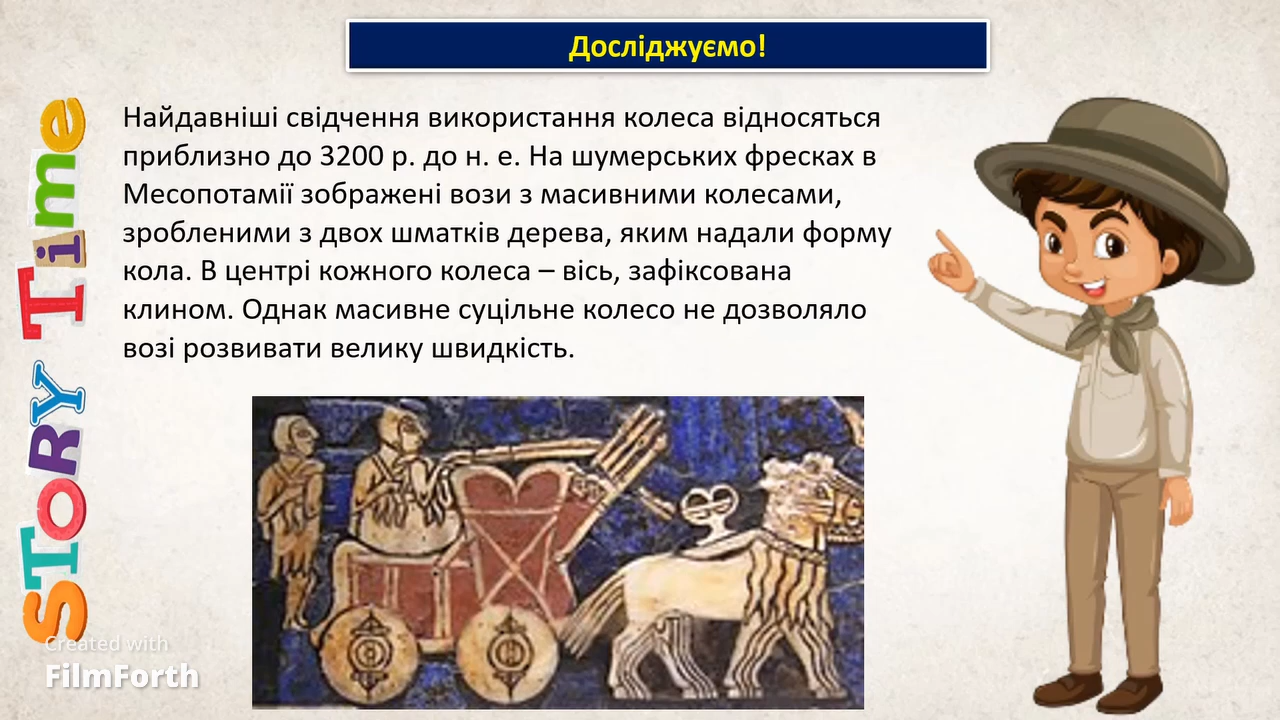 Досліджуємо!
Найдавніші свідчення використання колеса відносяться
приблизно до 3200 р. до н. е. На шумерських фресках в
Месопотамії зображені вози з масивними колесами,
зробленими з двох шматків дерева, яким надали форму
кола. В центрі кожного колеса – вісь, зафіксована
клином. Однак масивне суцільне колесо не дозволяло
возі розвивати велику швидкість.
STORY Time
Created with
FilmForth